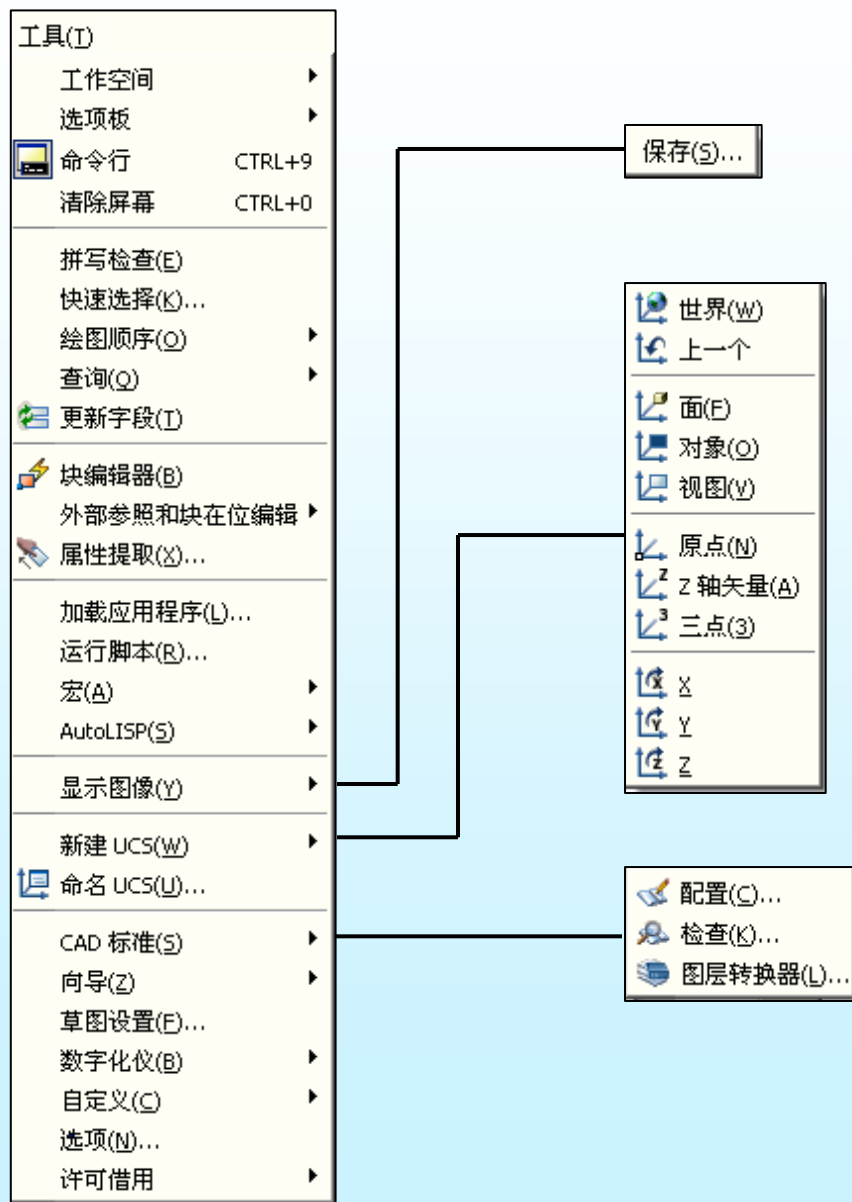 工具(T)
工作空间
选项板
命令行 CTRL+9
清除屏幕 CTRL+0
拼写检查(E)
快速选择(K)...
绘图顺序(O)
查询(Q)
更新字段(T)
块编辑器(B)
外部参照和块在位编辑
属性提取(X)...
加载应用程序(L)...
运行脚本(R)...
宏(A)
AutoLISP(S)
显示图像(Y)
新建 UCS(W)
命名 UCS(U)...
CAD 标准(S)
向导(Z)
草图设置(F)...
数字化仪(B)
自定义(C)
选项(N)...
许可借用
保存(S)...
世界(W)
上一个
面(F)
对象(O)
视图(V)
原点(N)
Z 轴矢量(A)
三点(3)
X
Y
Z
配置(C)...
检查(K)...
图层转换器(L)...